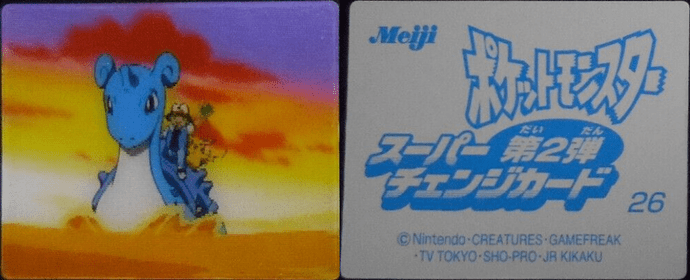 Meiji
ポケットモンスター
だい だん
スーパー 第2弾
チェンジカード
26
©Nintendo・CREATURES・GAMEFREAK
・TV TOKYO・SHO-PRO・JR KIKAKU